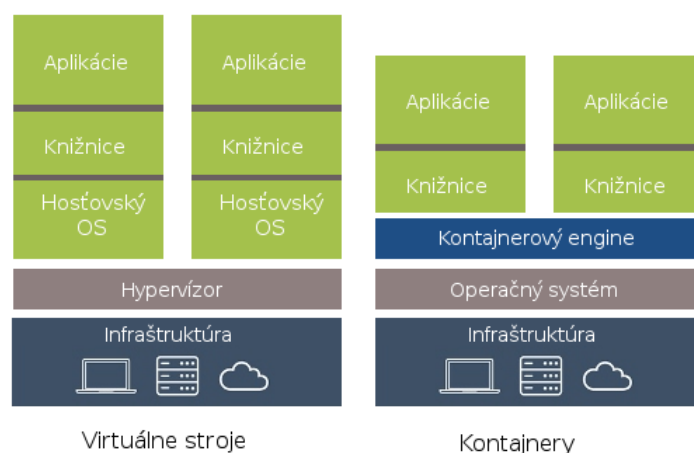 Aplikácie
Aplikácie
Knižnice
Knižnice
Hosťovský
OS
Hosťovský
OS
Hypervízor
Infraštruktúra
Virtuálne stroje
Aplikácie
Aplikácie
Knižnice
Knižnice
Kontajnerový engine
Operačný systém
Infraštruktúra
Kontajnery